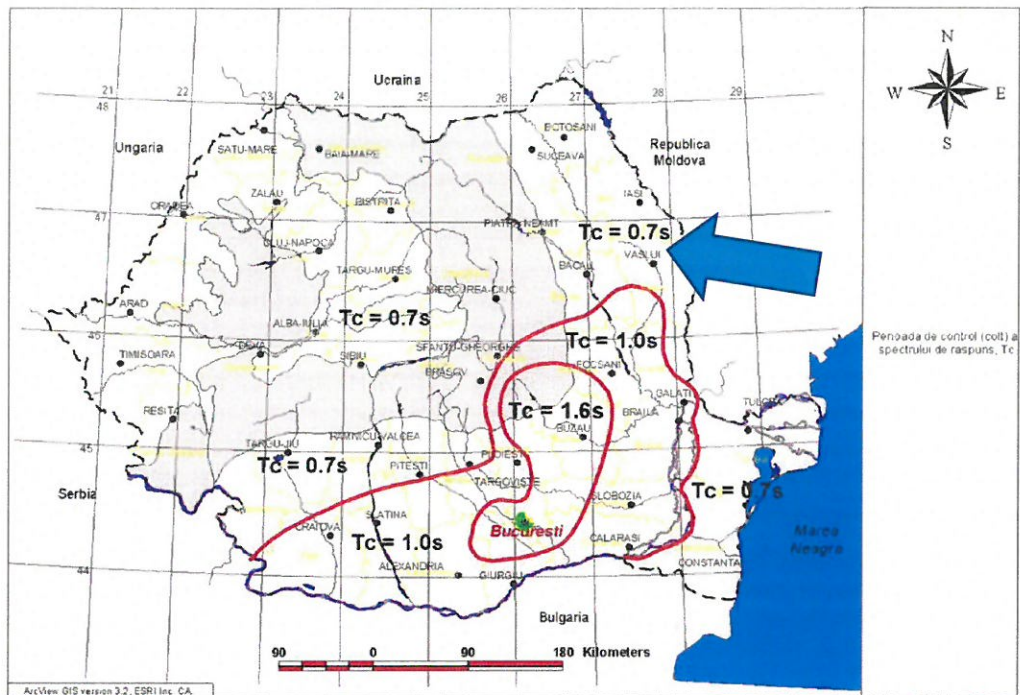 N
W E
S
Ucraina
21 22 23 24 25 26 27 28 29
48
Ungaria
Republica
Moldova
BOTOSANI
SATU-MARE
BAIA-MARE
SUCEAVA
ZALAU
IASI
ORADEA
BISTRITA
47
PIATRA-NEAMT
Tc = 0.7s
CLUJ-NAPOCA
VASLUI
TARGU-MURES
BACAU
MIERCUREA-CIUC
ARAD
ALBA-IULIA
Tc = 0.7s
46
Tc = 1.0s
Perioada de control (colt) a
spectrului de raspuns, Tc
TIMISOARA
DEVA
SIBIU
SFANTU-GHEORGHE
FOCSANI
BRASOV
GALATI
RESITA
Tc = 1.6s
BRAILA
TULCEA
BUZAU
45
TARGU-JIU
RAMNICU-VALCEA
PLOIESTI
Tc = 0.7s
PITESTI
TARGOVISTE
Tc = 0.7s
Serbia
SLOBOZIA
SLATINA
Bucuresti
CRAIOVA
Tc = 1.0s
CALARASI
Marea
Neagra
CONSTANTA
44
ALEXANDRIA
GIURGIU
Bulgaria
90 0 90 180 Kilometers
ArcView GIS version 3.2, ESRI Inc. CA.